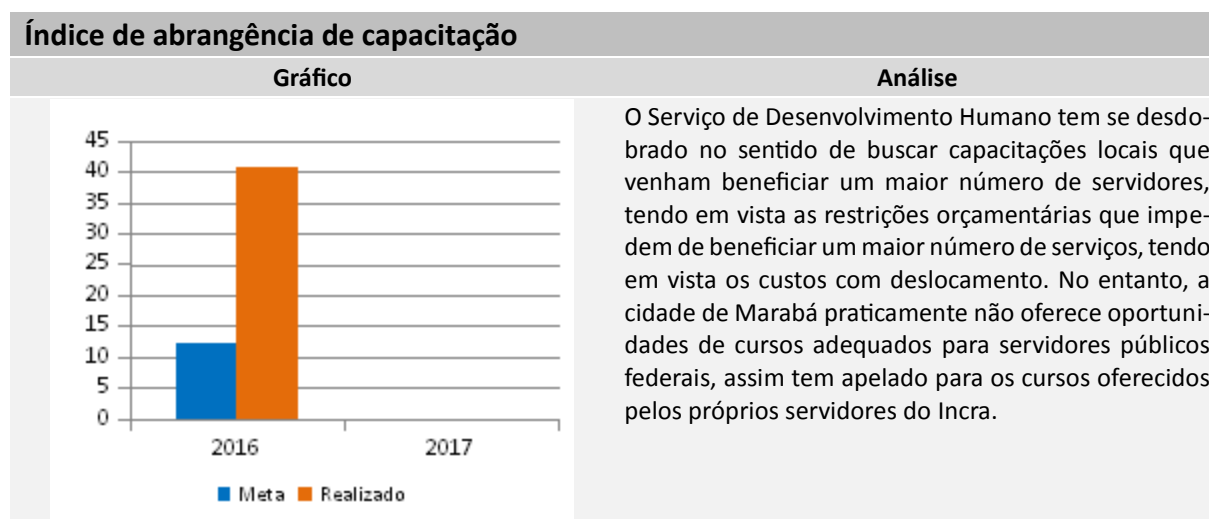 Índice de abrangência de capacitação
Gráfico
Análise
45
40
35
30
25
20
15
10
5
0
2016
2017
Meta
Realizado
O Serviço de Desenvolvimento Humano tem se desdo-
brado no sentido de buscar capacitações locais que
venham beneficiar um maior número de servidores,
tendo em vista as restrições orçamentárias que impe-
dem de beneficiar um maior número de serviços, tendo
em vista os custos com deslocamento. No entanto, a
cidade de Marabá praticamente não oferece oportuni-
dades de cursos adequados para servidores públicos
federais, assim tem apelado para os cursos oferecidos
pelos próprios servidores do Incra.